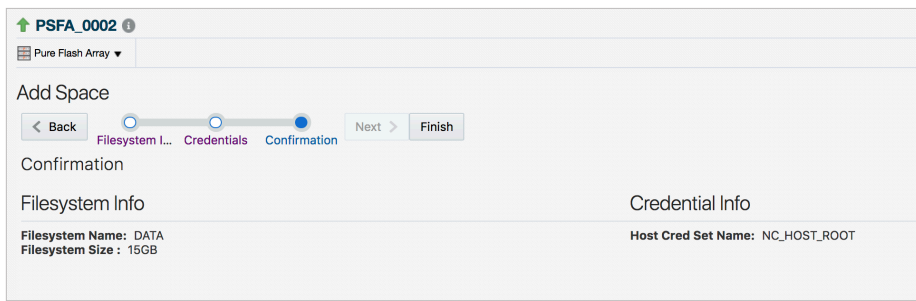 PSFA_0002
Pure Flash Array
Add Space
Back
Filesystem I...
Credentials
Confirmation
Next
Finish
Confirmation
Filesystem Info
Credential Info
Filesystem Name: DATA
Host Cred Set Name: NC_HOST_ROOT
Filesystem Size : 15GB